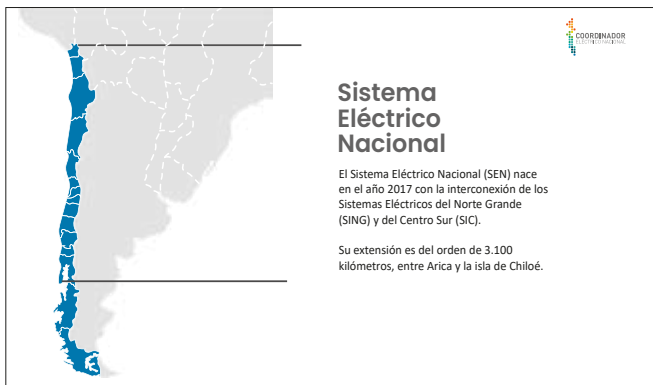 COORDINADOR
ELÉCTRICO NACIONAL
Sistema
Eléctrico
Nacional
El Sistema Eléctrico Nacional (SEN) nace
en el año 2017 con la interconexión de los
Sistemas Eléctricos del Norte Grande
(SING) y del Centro Sur (SIC).
Su extensión es del orden de 3.100
kilómetros, entre Arica y la isla de Chiloé.